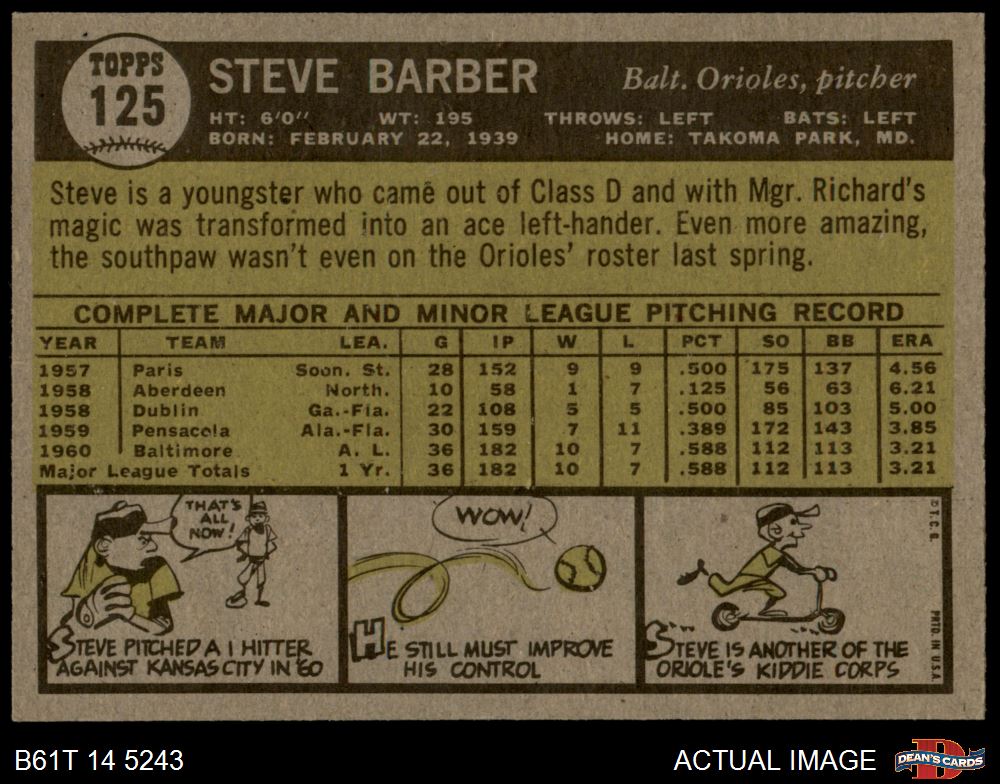 TOPPS
125
STEVE BARBER Balt. Orioles, pitcher
HT: 6'0" WT: 195 THROWS: LEFT BATS: LEFT
BORN: FEBRUARY 22, 1939 HOME: TAKOMA PARK, MD.
Steve is a youngster who came out of Class D and with Mgr. Richard's
magic was transformed into an ace left-hander. Even more amazing,
the southpaw wasn't even on the Orioles' roster last spring.
COMPLETE MAJOR AND MINOR LEAGUE PITCHING RECORD
YEAR TEAM LEA. G IP W L PCT SO BB ERA
1957 Paris Soon. St. 28 152 9 9 .500 175 137 4.56
1958 Aberdeen North. 10 58 1 7 .125 56 63 6.21
1958 Dublin Ga.-Fla. 22 108 5 5 .500 85 103 5.00
1959 Pensacola Ala.-Fla. 30 159 7 11 .389 172 143 3.85
1960 Baltimore A. L. 36 182 10 7 .588 112 113 3.21
Major League Totals 1 Yr. 36 182 10 7 .588 112 113 3.21
THAT'S
ALL
NOW!
STEVE PITCHED A 1 HITTER
AGAINST KANSAS CITY IN '60
WOW!
HE STILL MUST IMPROVE
HIS CONTROL
STEVE IS ANOTHER OF THE
ORIOLE'S KIDDIE CORPS
© T. C. G.
PRTD. IN U.S.A.
B61T 14 5243
ACTUAL IMAGE
DEAN'S CARDS